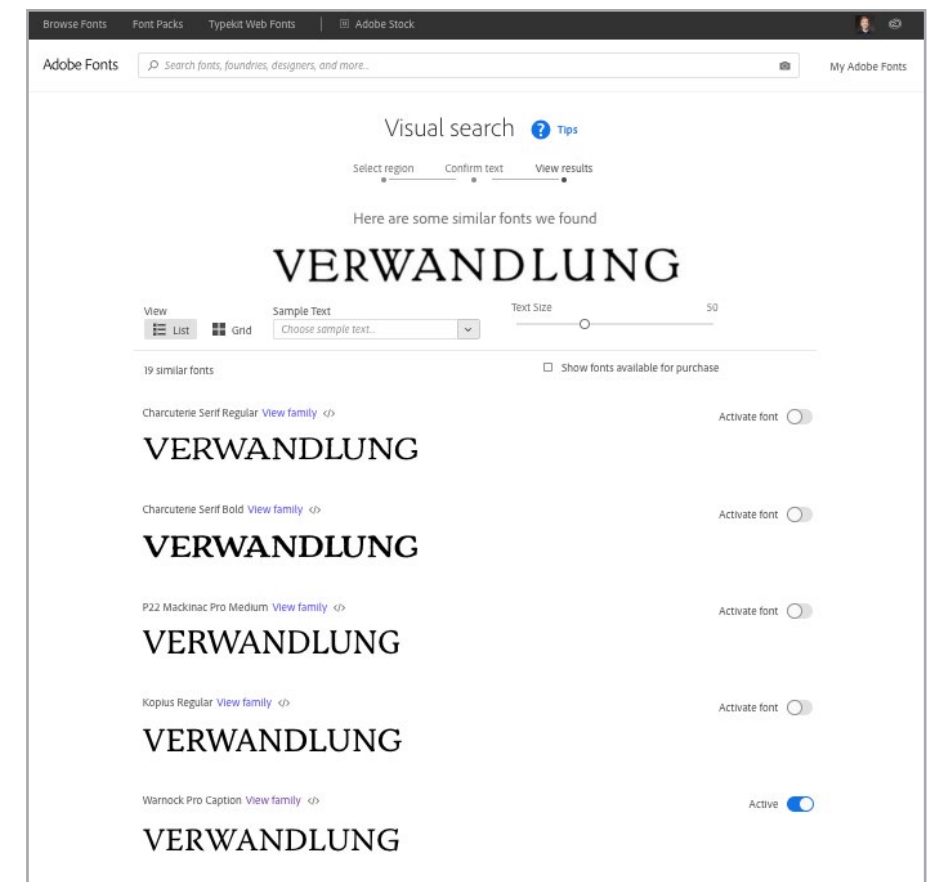 Browse Fonts Font Packs Typekit Web Fonts Adobe Stock
Adobe Fonts Search fonts, foundries, designers, and more... My Adobe Fonts
Visual search ? Tips
Select region Confirm text View results
Here are some similar fonts we found
VERWANDLUNG
View Sample Text Text Size 50
List Grid Choose sample text...
19 similar fonts Show fonts available for purchase
Charcuterie Serif Regular View family </> Activate font
VERWANDLUNG
Charcuterie Serif Bold View family </> Activate font
VERWANDLUNG
P22 Mackinac Pro Medium View family </> Activate font
VERWANDLUNG
Kopius Regular View family </> Activate font
VERWANDLUNG
Warnock Pro Caption View family </> Active
VERWANDLUNG